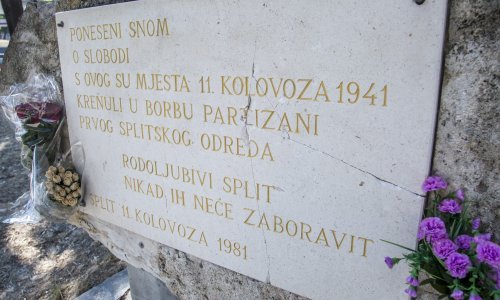 PONESENI SNOM
O SLOBODI
S OVOG SU MJESTA 11. KOLOVOZA 1941
KRENULI U BORBU PARTIZANI
PRVOG SPLITSKOG ODREDA
RODOLJUBIVI SPLIT
NIKAD IH NEĆE ZABORAVIT
SPLIT 11. KOLOVOZA 1981